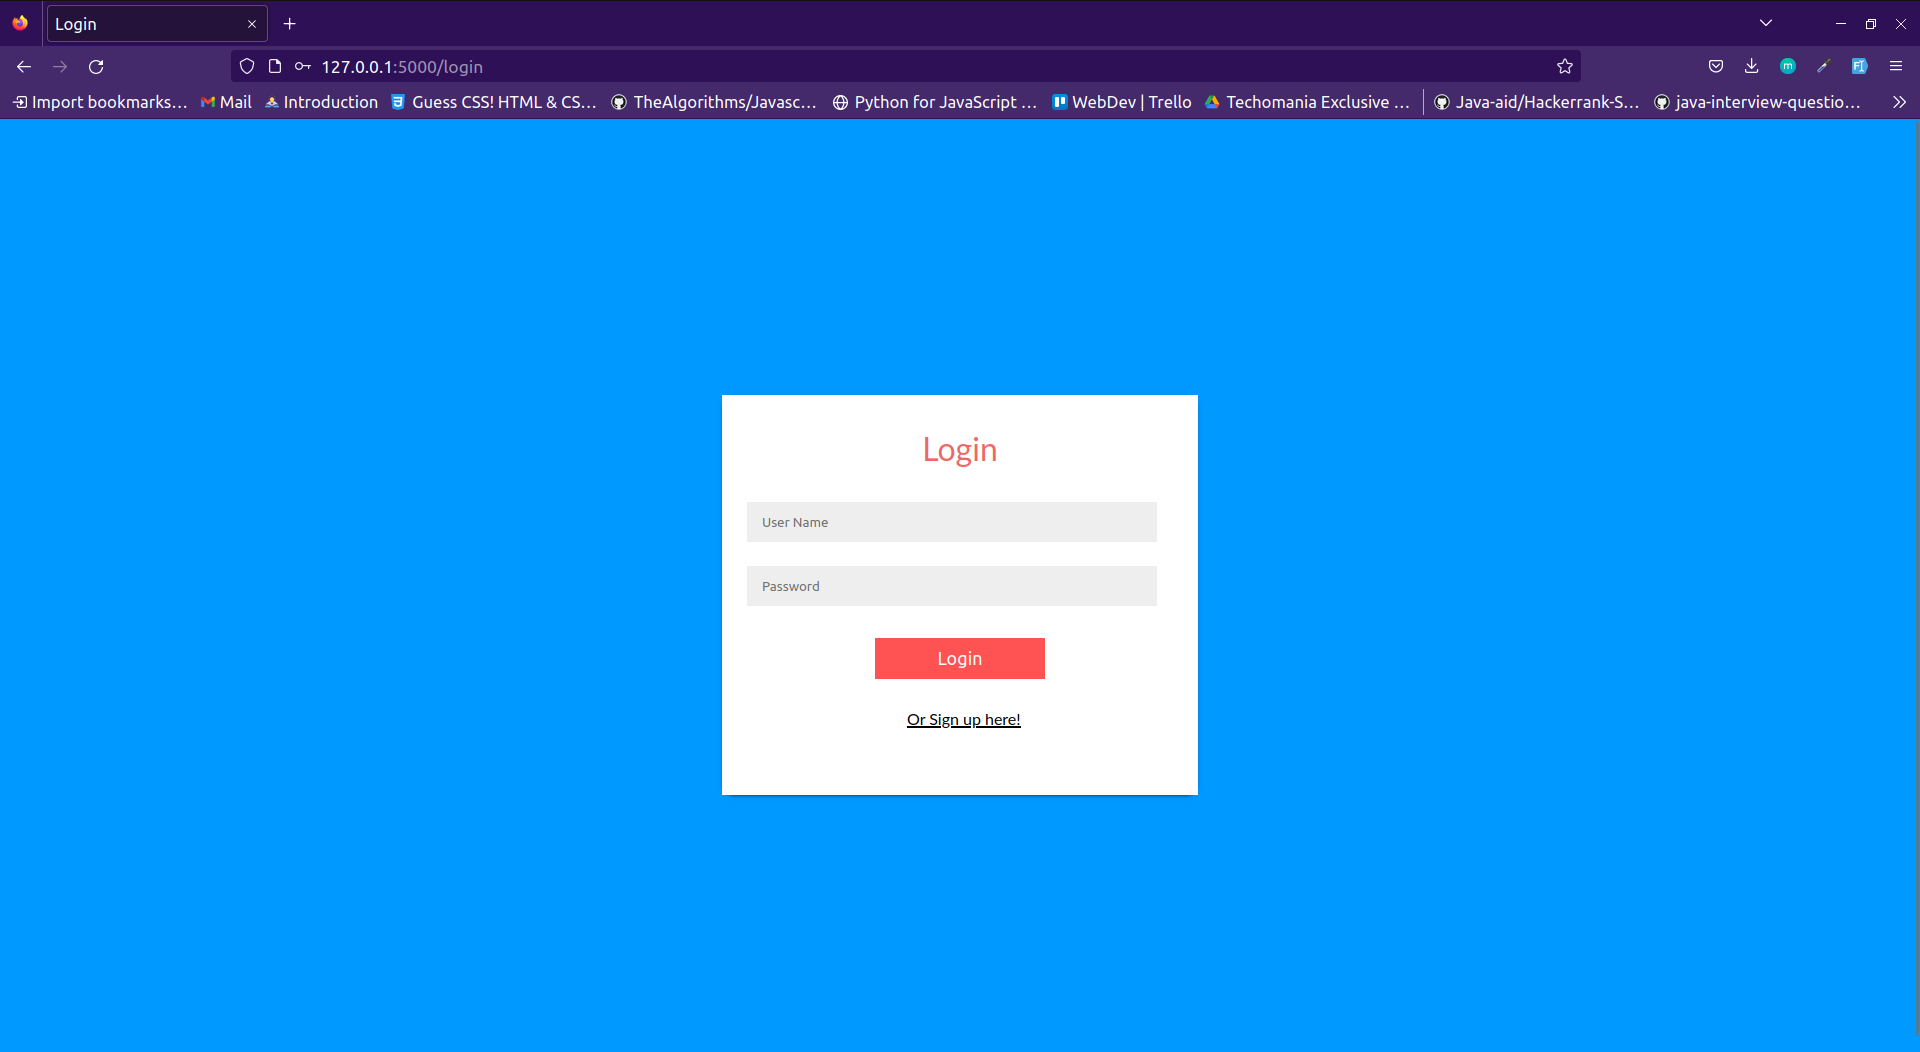 Login
127.0.0.1:5000/login
Import bookmarks... Mail Introduction Guess CSS! HTML & CS... TheAlgorithms/Javasc... Python for JavaScript ... WebDev | Trello Techomania Exclusive ... Java-aid/Hackerrank-S... java-interview-questio...
Login
User Name
Password
Login
Or Sign up here!